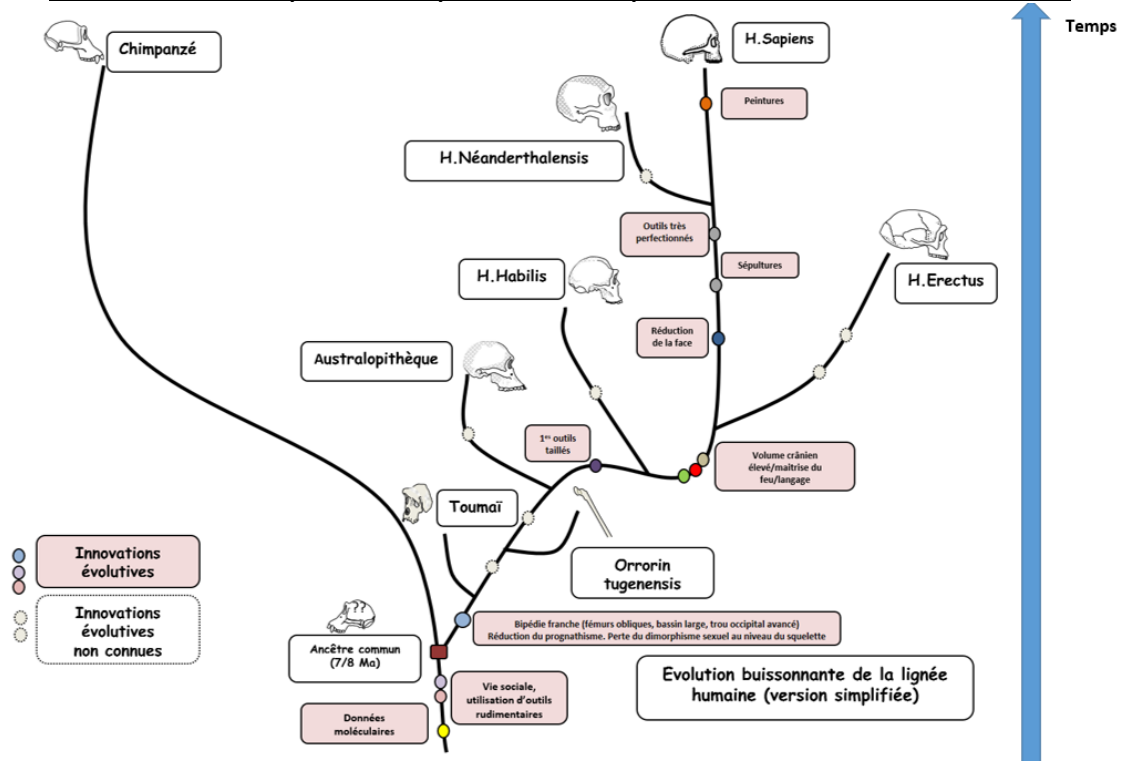 Temps
Chimpanzé
H.Sapiens
Peintures
H.Néanderthalensis
Outils très
perfectionnés
Sépultures
H.Erectus
H.Habilis
Réduction
de la face
Australopithèque
1ers outils
taillés
Volume crânien
élevé/maîtrise du
feu/langage
Toumaï
Orrorin
tugenensis
Innovations
évolutives
Innovations
évolutives
non connues
??
Ancêtre commun
(7/8 Ma)
Bipédie franche (fémurs obliques, bassin large, trou occipital avancé)
Réduction du prognathisme. Perte du dimorphisme sexuel au niveau du squelette
Vie sociale,
utilisation d'outils
rudimentaires
Données
moléculaires
Evolution buissonnante de la lignée
humaine (version simplifiée)